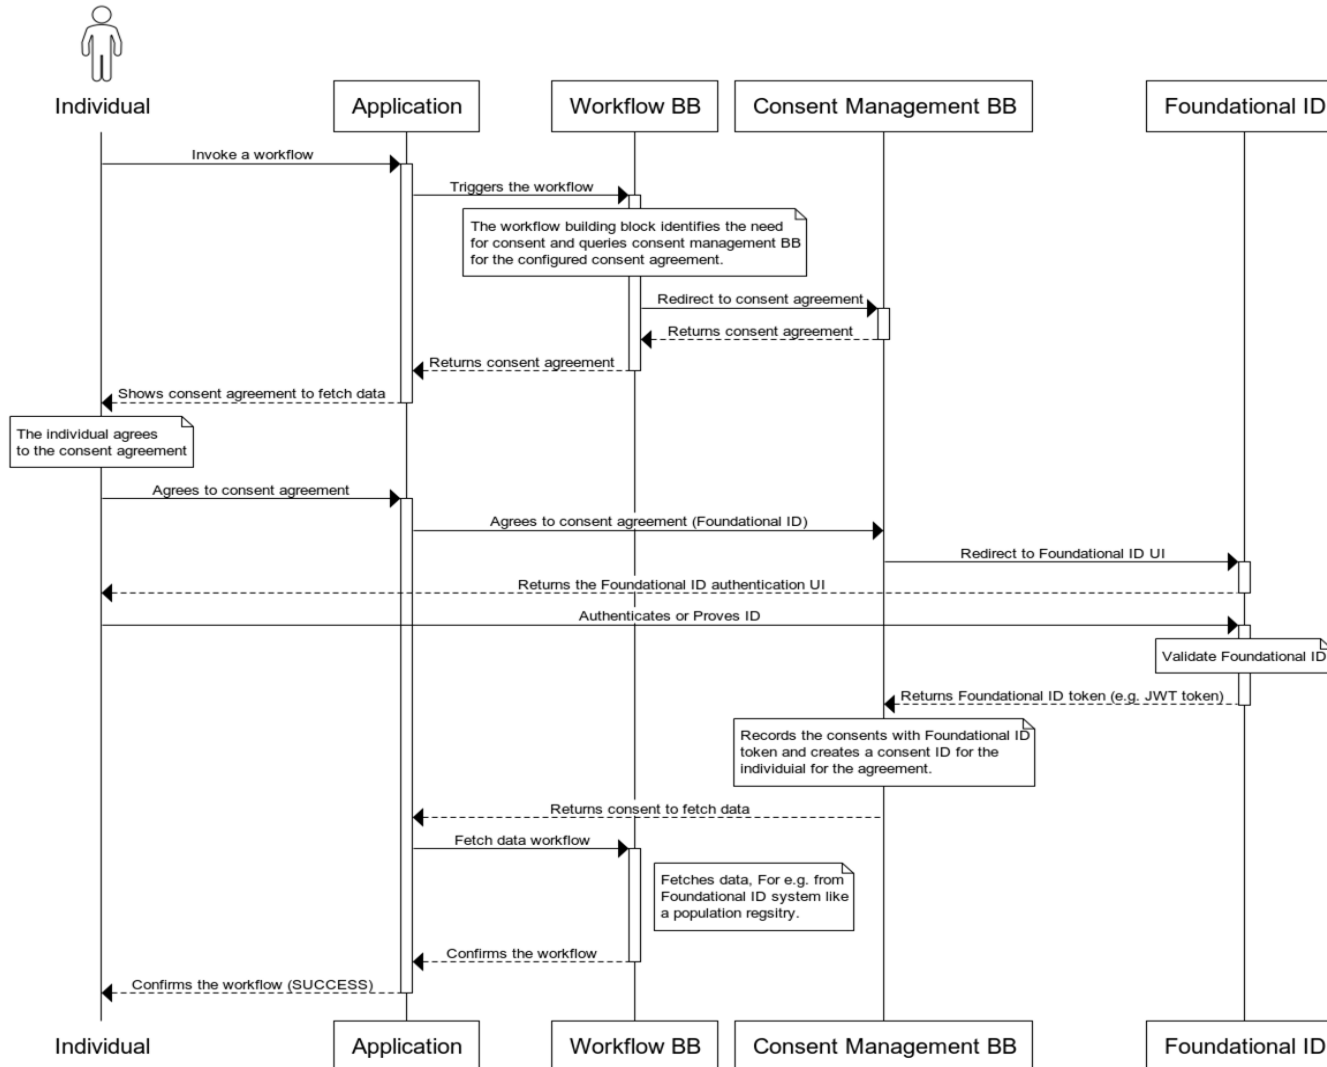 Individual
Application
Workflow BB
Consent Management BB
Foundational ID
Invoke a workflow
Triggers the workflow
The workflow building block identifies the need
for consent and queries consent management BB
for the configured consent agreement.
Redirect to consent agreement
Returns consent agreement
Returns consent agreement
Shows consent agreement to fetch data
The individual agrees
to the consent agreement
Agrees to consent agreement
Agrees to consent agreement (Foundational ID)
Redirect to Foundational ID UI
Returns the Foundational ID authentication UI
Authenticates or Proves ID
Validate Foundational ID
Returns Foundational ID token (e.g. JWT token)
Records the consents with Foundational ID
token and creates a consent ID for the
individuial for the agreement.
Returns consent to fetch data
Fetch data workflow
Fetches data, For e.g. from
Foundational ID system like
a population regsitry.
Confirms the workflow
Confirms the workflow (SUCCESS)
Individual
Application
Workflow BB
Consent Management BB
Foundational ID